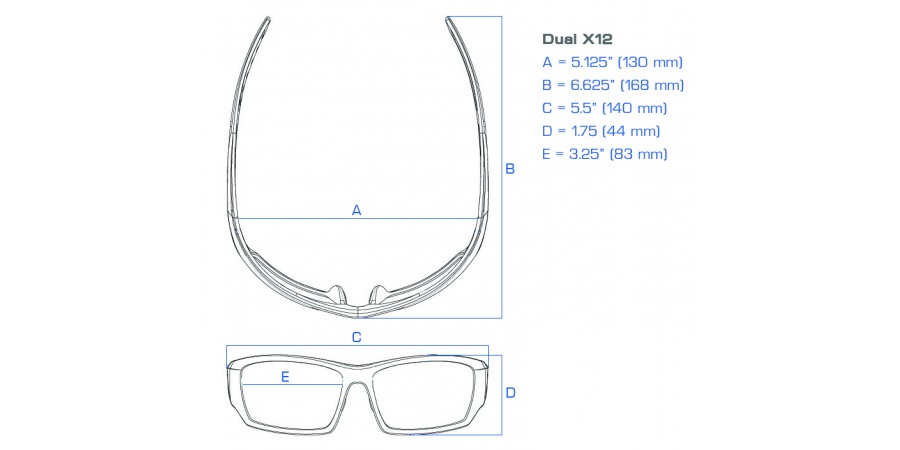 Dual X12
A = 5.125” (130 mm)
B = 6.625” (168 mm)
C = 5.5” (140 mm)
D = 1.75 (44 mm)
E = 3.25” (83 mm)
B
A
C
E
D